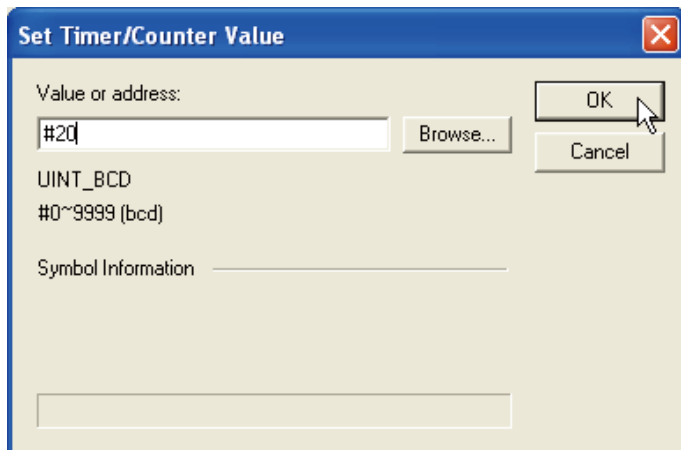 Set Timer/Counter Value
Value or address:
#20
Browse...
OK
Cancel
UINT_BCD
#0~9999 (bcd)
Symbol Information